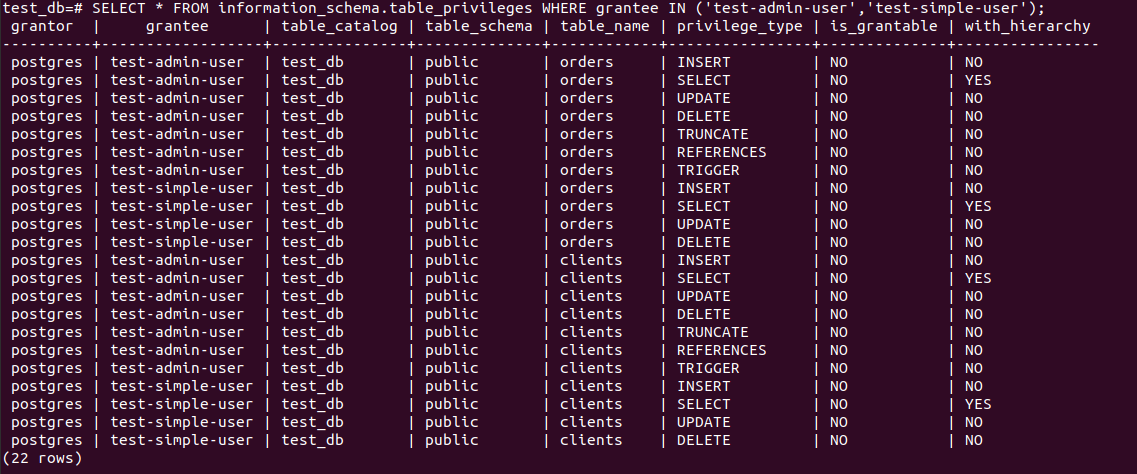 test_db=# SELECT * FROM information_schema.table_privileges WHERE grantee IN ('test-admin-user','test-simple-user');
 grantor  |     grantee      | table_catalog | table_schema | table_name | privilege_type | is_grantable | with_hierarchy
----------+------------------+---------------+--------------+------------+----------------+--------------+----------------
 postgres | test-admin-user  | test_db       | public       | orders     | INSERT         | NO           | NO
 postgres | test-admin-user  | test_db       | public       | orders     | SELECT         | NO           | YES
 postgres | test-admin-user  | test_db       | public       | orders     | UPDATE         | NO           | NO
 postgres | test-admin-user  | test_db       | public       | orders     | DELETE         | NO           | NO
 postgres | test-admin-user  | test_db       | public       | orders     | TRUNCATE       | NO           | NO
 postgres | test-admin-user  | test_db       | public       | orders     | REFERENCES     | NO           | NO
 postgres | test-admin-user  | test_db       | public       | orders     | TRIGGER        | NO           | NO
 postgres | test-simple-user | test_db       | public       | orders     | INSERT         | NO           | NO
 postgres | test-simple-user | test_db       | public       | orders     | SELECT         | NO           | YES
 postgres | test-simple-user | test_db       | public       | orders     | UPDATE         | NO           | NO
 postgres | test-simple-user | test_db       | public       | orders     | DELETE         | NO           | NO
 postgres | test-admin-user  | test_db       | public       | clients    | INSERT         | NO           | NO
 postgres | test-admin-user  | test_db       | public       | clients    | SELECT         | NO           | YES
 postgres | test-admin-user  | test_db       | public       | clients    | UPDATE         | NO           | NO
 postgres | test-admin-user  | test_db       | public       | clients    | DELETE         | NO           | NO
 postgres | test-admin-user  | test_db       | public       | clients    | TRUNCATE       | NO           | NO
 postgres | test-admin-user  | test_db       | public       | clients    | REFERENCES     | NO           | NO
 postgres | test-admin-user  | test_db       | public       | clients    | TRIGGER        | NO           | NO
 postgres | test-simple-user | test_db       | public       | clients    | INSERT         | NO           | NO
 postgres | test-simple-user | test_db       | public       | clients    | SELECT         | NO           | YES
 postgres | test-simple-user | test_db       | public       | clients    | UPDATE         | NO           | NO
 postgres | test-simple-user | test_db       | public       | clients    | DELETE         | NO           | NO
(22 rows)